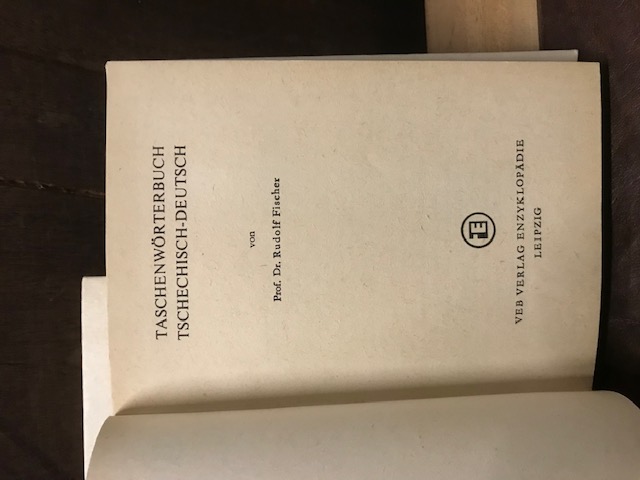 TASCHENWÖRTERBUCH
TSCHECHISCH-DEUTSCH
von
Prof. Dr. Rudolf Fischer
E
VEB VERLAG ENZYKLOPÄDIE
LEIPZIG